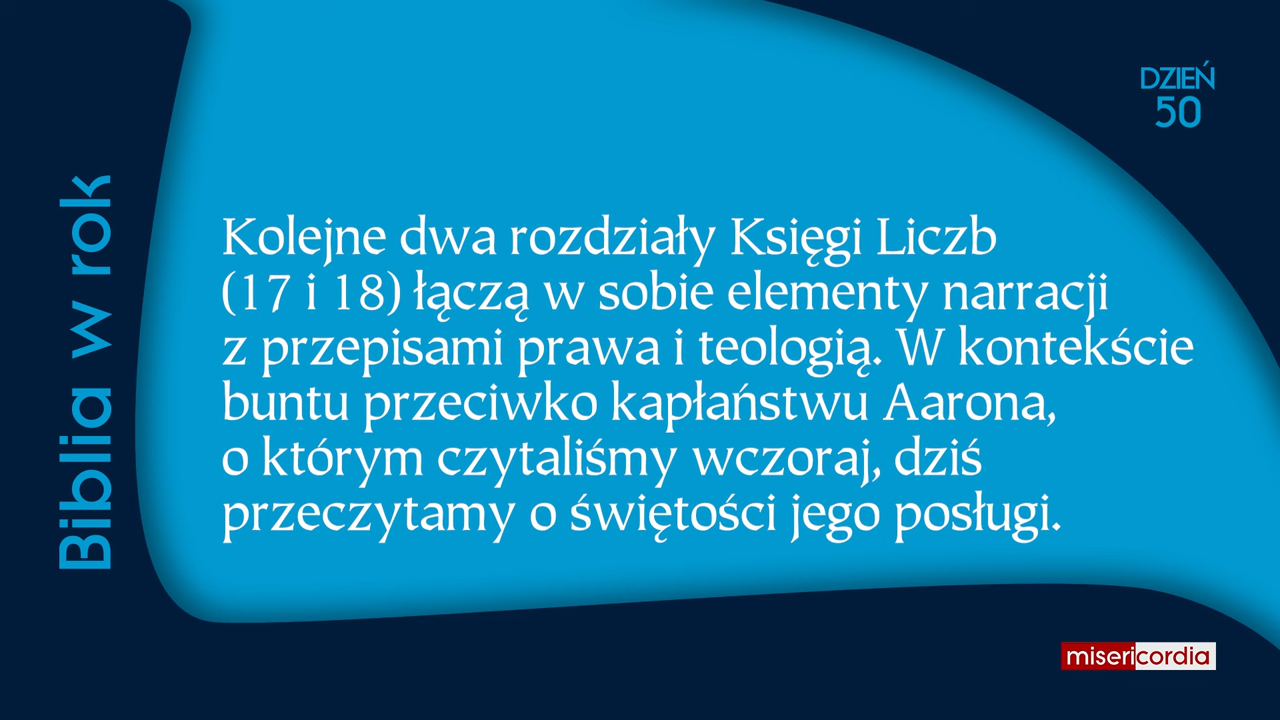 DZIEŃ
50
Biblia w rok
Kolejne dwa rozdziały Księgi Liczb
(17 i 18) łączą w sobie elementy narracji
z przepisami prawa i teologią. W kontekście
buntu przeciwko kapłaństwu Aarona,
o którym czytaliśmy wczoraj, dziś
przeczytamy o świętości jego posługi.
misericordia